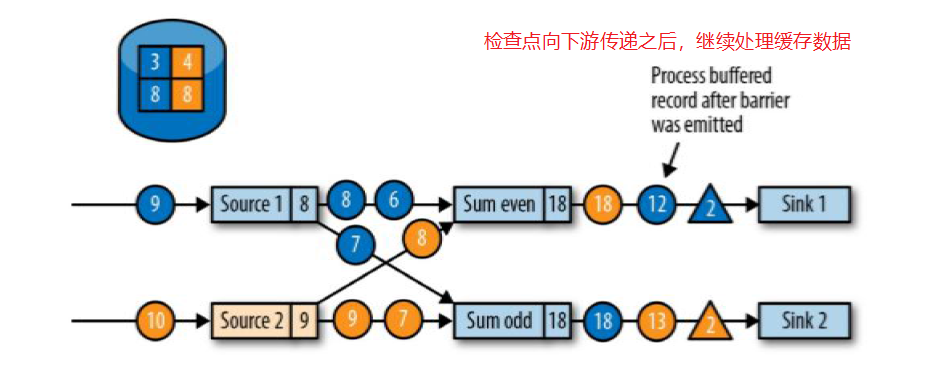 检查点向下游传递之后，继续处理缓存数据
3 4
8 8
Process buffered
record after barrier
was emitted
9 Source 1 8 8 6 Sum even 18 18 12 2 Sink 1
7 8
10 Source 2 9 9 7 Sum odd 18 18 13 2 Sink 2